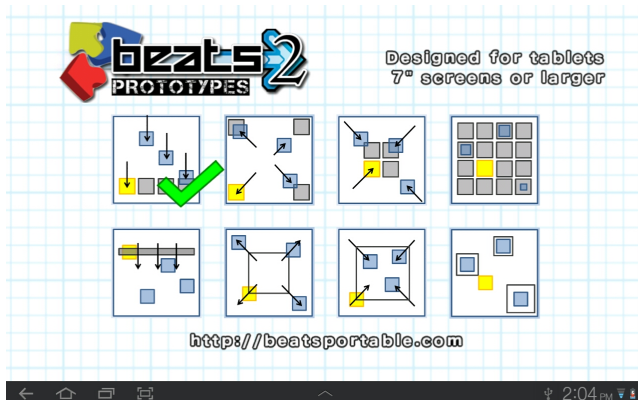 beats 2
PROTOTYPES
Designed for tablets
7" screens or larger
http://beatsportable.com
2:04 PM